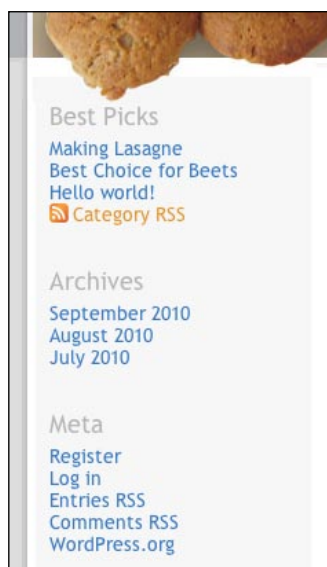 Best Picks
Making Lasagne
Best Choice for Beets
Hello world!
Category RSS
Archives
September 2010
August 2010
July 2010
Meta
Register
Log in
Entries RSS
Comments RSS
WordPress.org